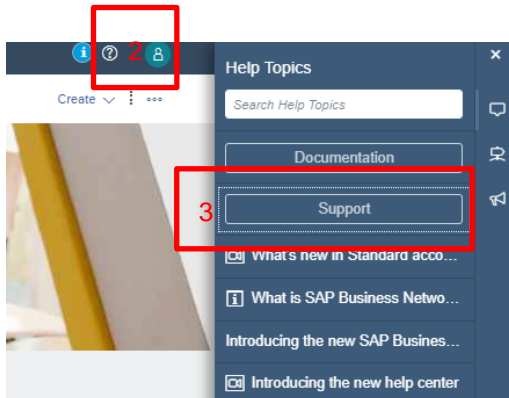 2
Help Topics
Search Help Topics
Create
Documentation
3
Support
What's new in Standard acco...
What is SAP Business Netwo...
Introducing the new SAP Busines...
Introducing the new help center